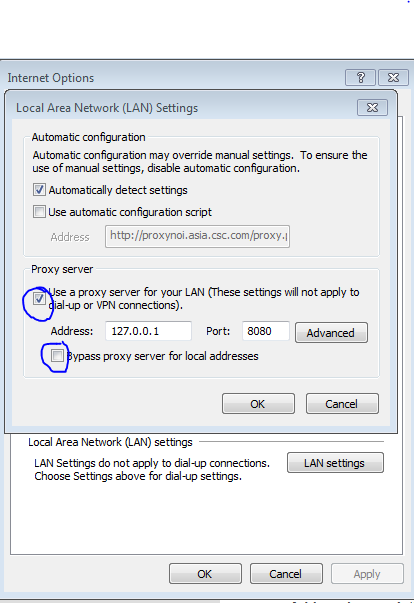 Internet Options
Local Area Network (LAN) Settings
Automatic configuration
Automatic configuration may override manual settings. To ensure the
use of manual settings, disable automatic configuration.
Automatically detect settings
Use automatic configuration script
Address http://proxynoi.asia.csc.com/proxy.p
Proxy server
Use a proxy server for your LAN (These settings will not apply to
dial-up or VPN connections).
Address: 127.0.0.1 Port: 8080 Advanced
Bypass proxy server for local addresses
OK Cancel
Local Area Network (LAN) settings
LAN Settings do not apply to dial-up connections. LAN settings
Choose Settings above for dial-up settings.
OK Cancel Apply